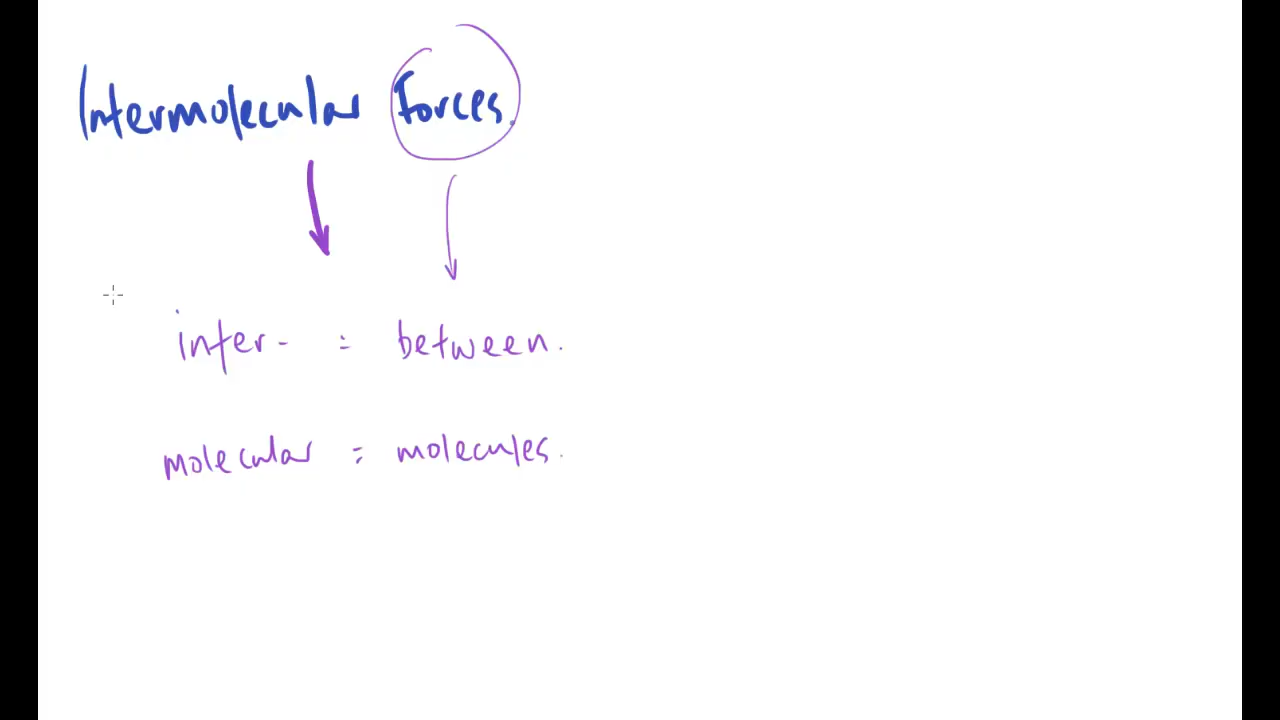 Intermolecular Forces.
inter- = between.
molecular = molecules.